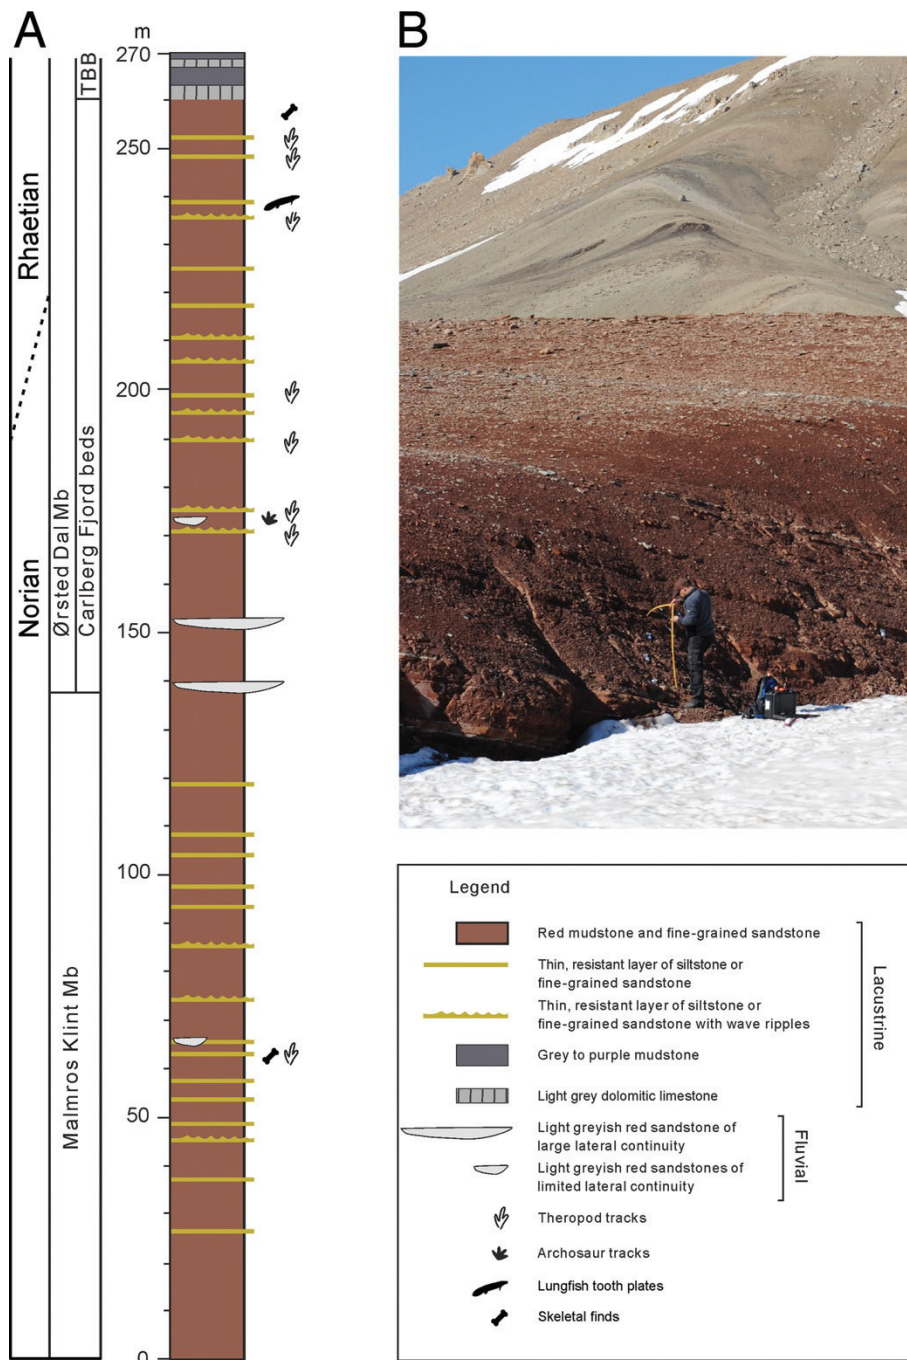 A
B
m
270
250
200
150
100
50
0
Rhaetian
Norian
TBB
Ørsted Dal Mb
Carlberg Fjord beds
Malmros Klint Mb
Legend
Red mudstone and fine-grained sandstone
Thin, resistant layer of siltstone or
fine-grained sandstone
Thin, resistant layer of siltstone or
fine-grained sandstone with wave ripples
Grey to purple mudstone
Light grey dolomitic limestone
Lacustrine
Light greyish red sandstone of
large lateral continuity
Light greyish red sandstones of
limited lateral continuity
Fluvial
Theropod tracks
Archosaur tracks
Lungfish tooth plates
Skeletal finds